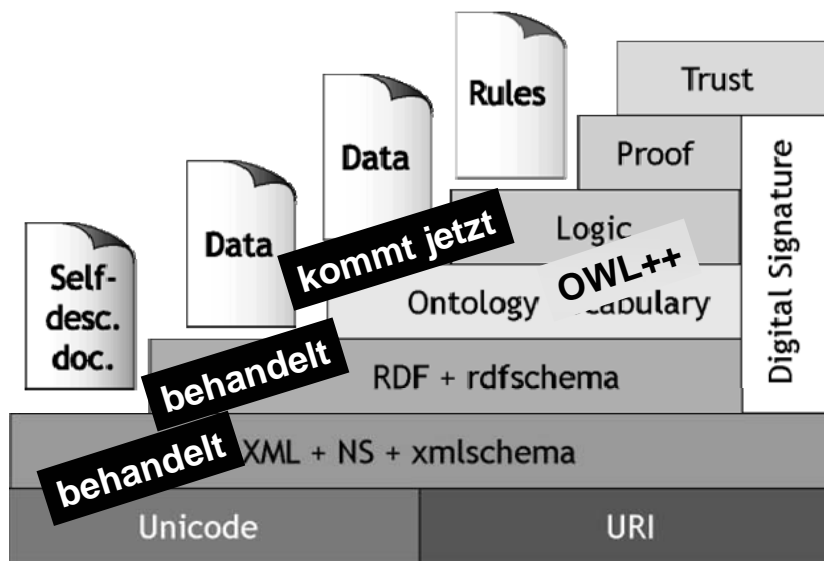 Rules
Trust
Data
Proof
Data
kommt jetzt
Logic
Self-
desc.
doc.
OWL++
Ontology
Digital Signature
behandelt
RDF + rdfschema
behandelt
XML + NS + xmlschema
Unicode
URI